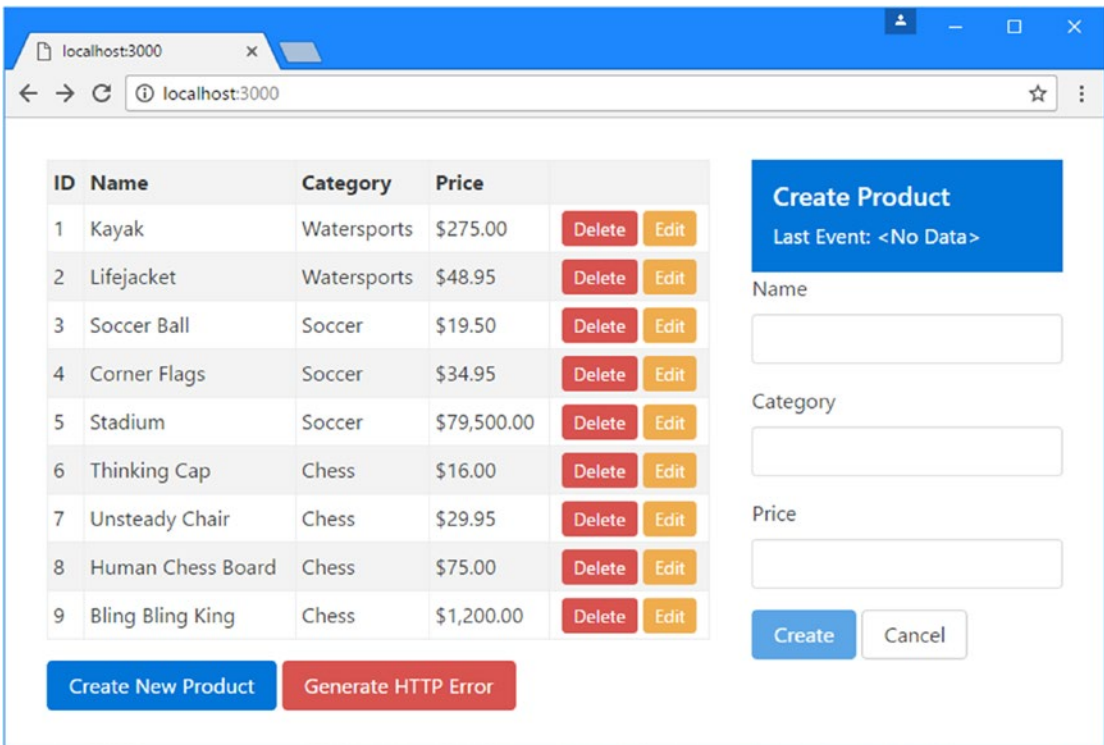 localhost:3000
localhost:3000
ID Name Category Price
1 Kayak Watersports $275.00 Delete Edit
2 Lifejacket Watersports $48.95 Delete Edit
3 Soccer Ball Soccer $19.50 Delete Edit
4 Corner Flags Soccer $34.95 Delete Edit
5 Stadium Soccer $79,500.00 Delete Edit
6 Thinking Cap Chess $16.00 Delete Edit
7 Unsteady Chair Chess $29.95 Delete Edit
8 Human Chess Board Chess $75.00 Delete Edit
9 Bling Bling King Chess $1,200.00 Delete Edit
Create New Product Generate HTTP Error
Create Product
Last Event: <No Data>
Name
Category
Price
Create Cancel